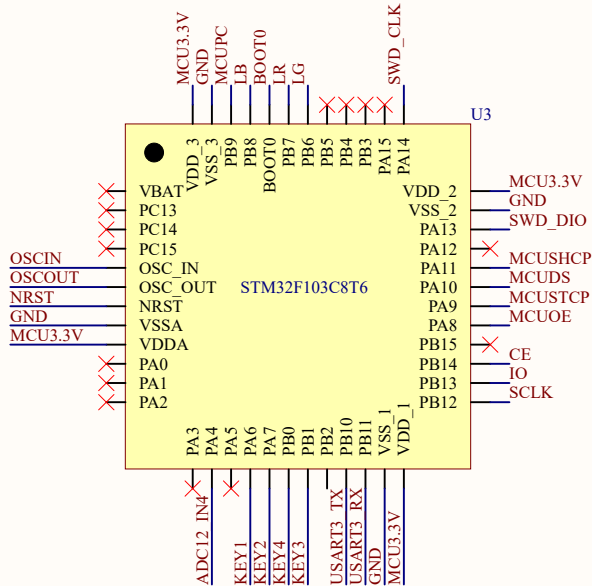 MCU3.3V
GND
MCUPC
LB
BOOT0
LR
LG
SWD_CLK
U3
VDD_3
VSS_3
PB9
PB8
BOOT0
PB7
PB6
PB5
PB4
PB3
PA15
PA14
VBAT
PC13
PC14
PC15
OSCIN OSC_IN
OSCOUT OSC_OUT
NRST NRST
GND VSSA
MCU3.3V VDDA
PA0
PA1
PA2
STM32F103C8T6
VDD_2 MCU3.3V
VSS_2 GND
PA13 SWD_DIO
PA12
PA11 MCUSHCP
PA10 MCUDS
PA9 MCUSTCP
PA8 MCUOE
PB15
PB14 CE
PB13 IO
PB12 SCLK
PA3
PA4
PA5
PA6
PA7
PB0
PB1
PB2
PB10
PB11
VSS_1
VDD_1
ADC12_IN4
KEY1
KEY2
KEY4
KEY3
USART3_TX
USART3_RX
GND
MCU3.3V